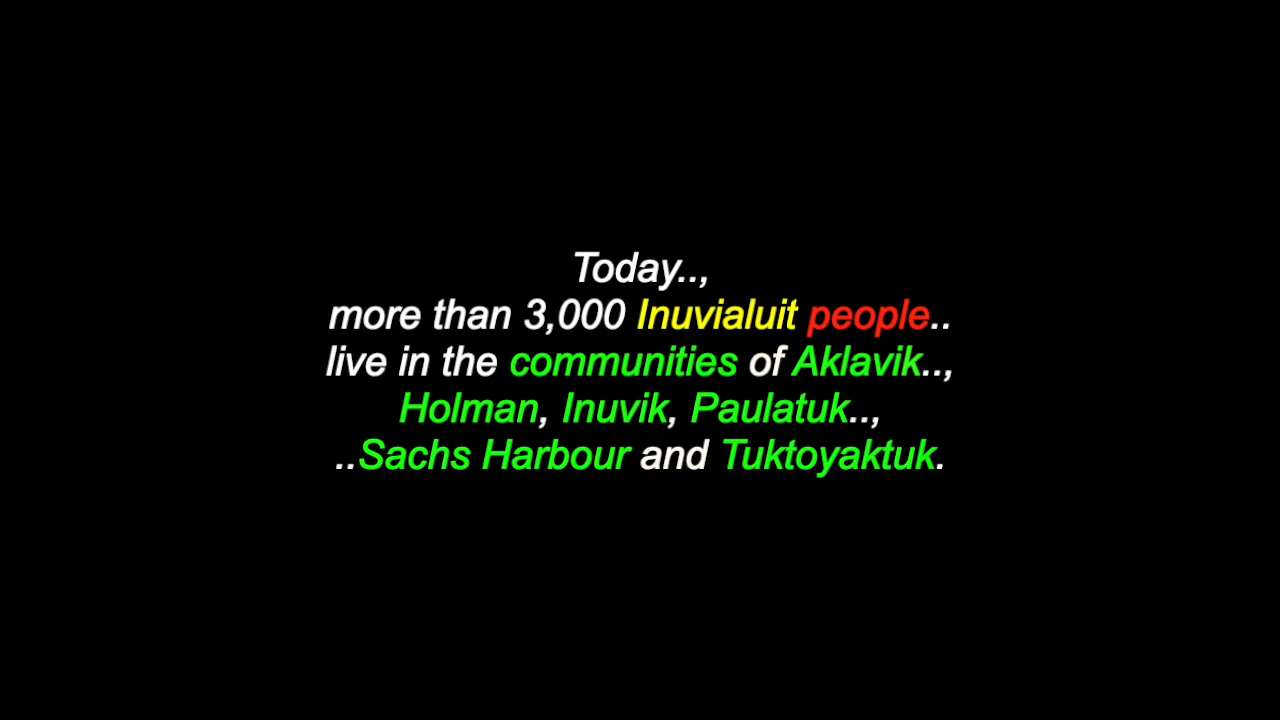 Today..,
more than 3,000 Inuvialuit people..
live in the communities of Aklavik..,
Holman, Inuvik, Paulatuk..,
..Sachs Harbour and Tuktoyaktuk.